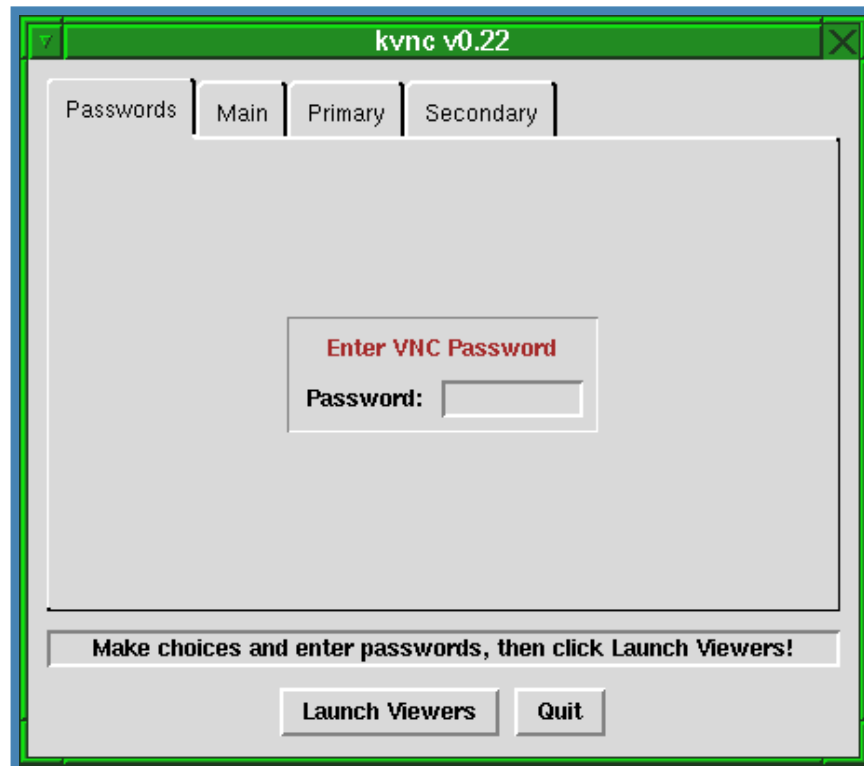 kvnc v0.22
Passwords Main Primary Secondary
Enter VNC Password
Password:
Make choices and enter passwords, then click Launch Viewers!
Launch Viewers Quit